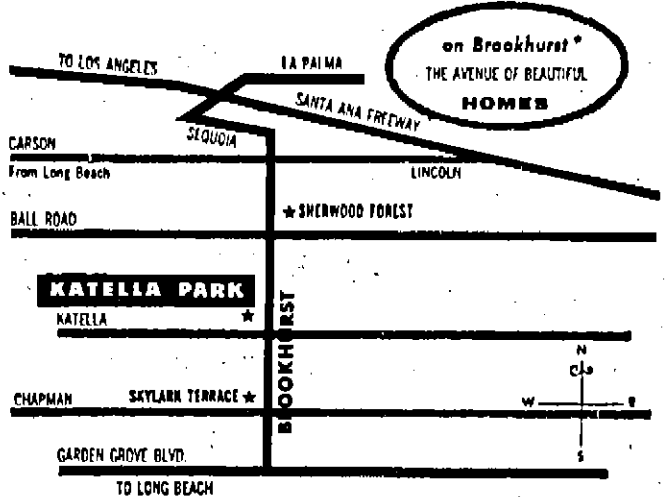 on Brookhurst*
THE AVENUE OF BEAUTIFUL
HOMES
TO LOS ANGELES
LA PALMA
SANTA ANA FREEWAY
SEQUOIA
CARSON
From Long Beach
LINCOLN
★ SHERWOOD FOREST
BALL ROAD
KATELLA PARK
★
KATELLA
BROOKHURST
N
W
S
CHAPMAN
SKYLARK TERRACE ★
GARDEN GROVE BLVD.
TO LONG BEACH